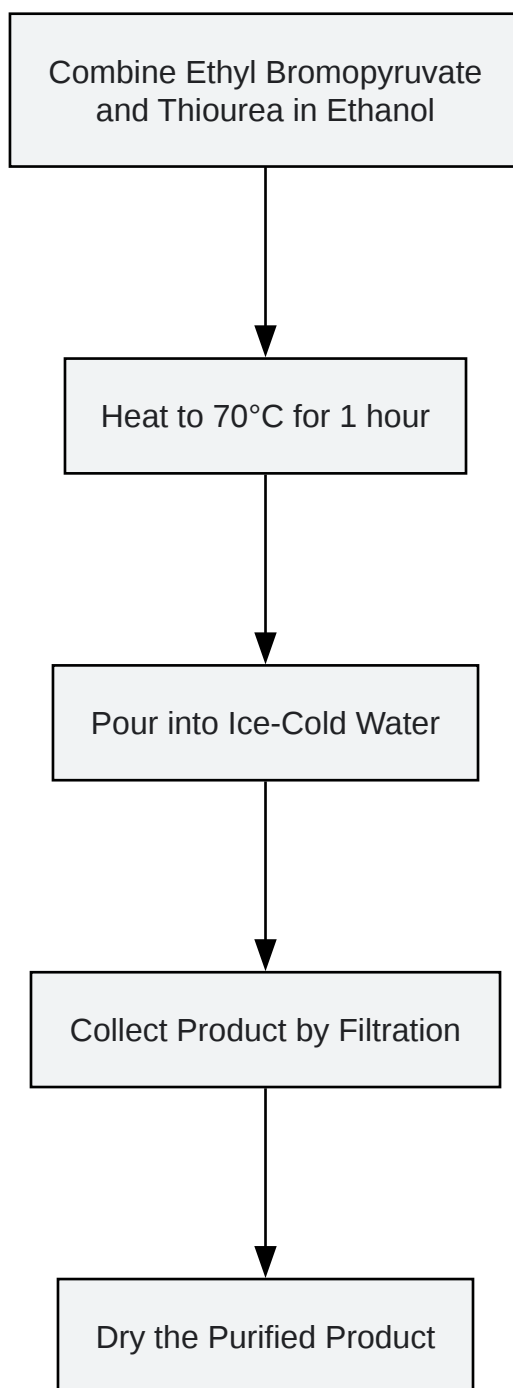 Combine Ethyl Bromopyruvate
and Thiourea in Ethanol
Heat to 70°C for 1 hour
Pour into Ice-Cold Water
Collect Product by Filtration
Dry the Purified Product